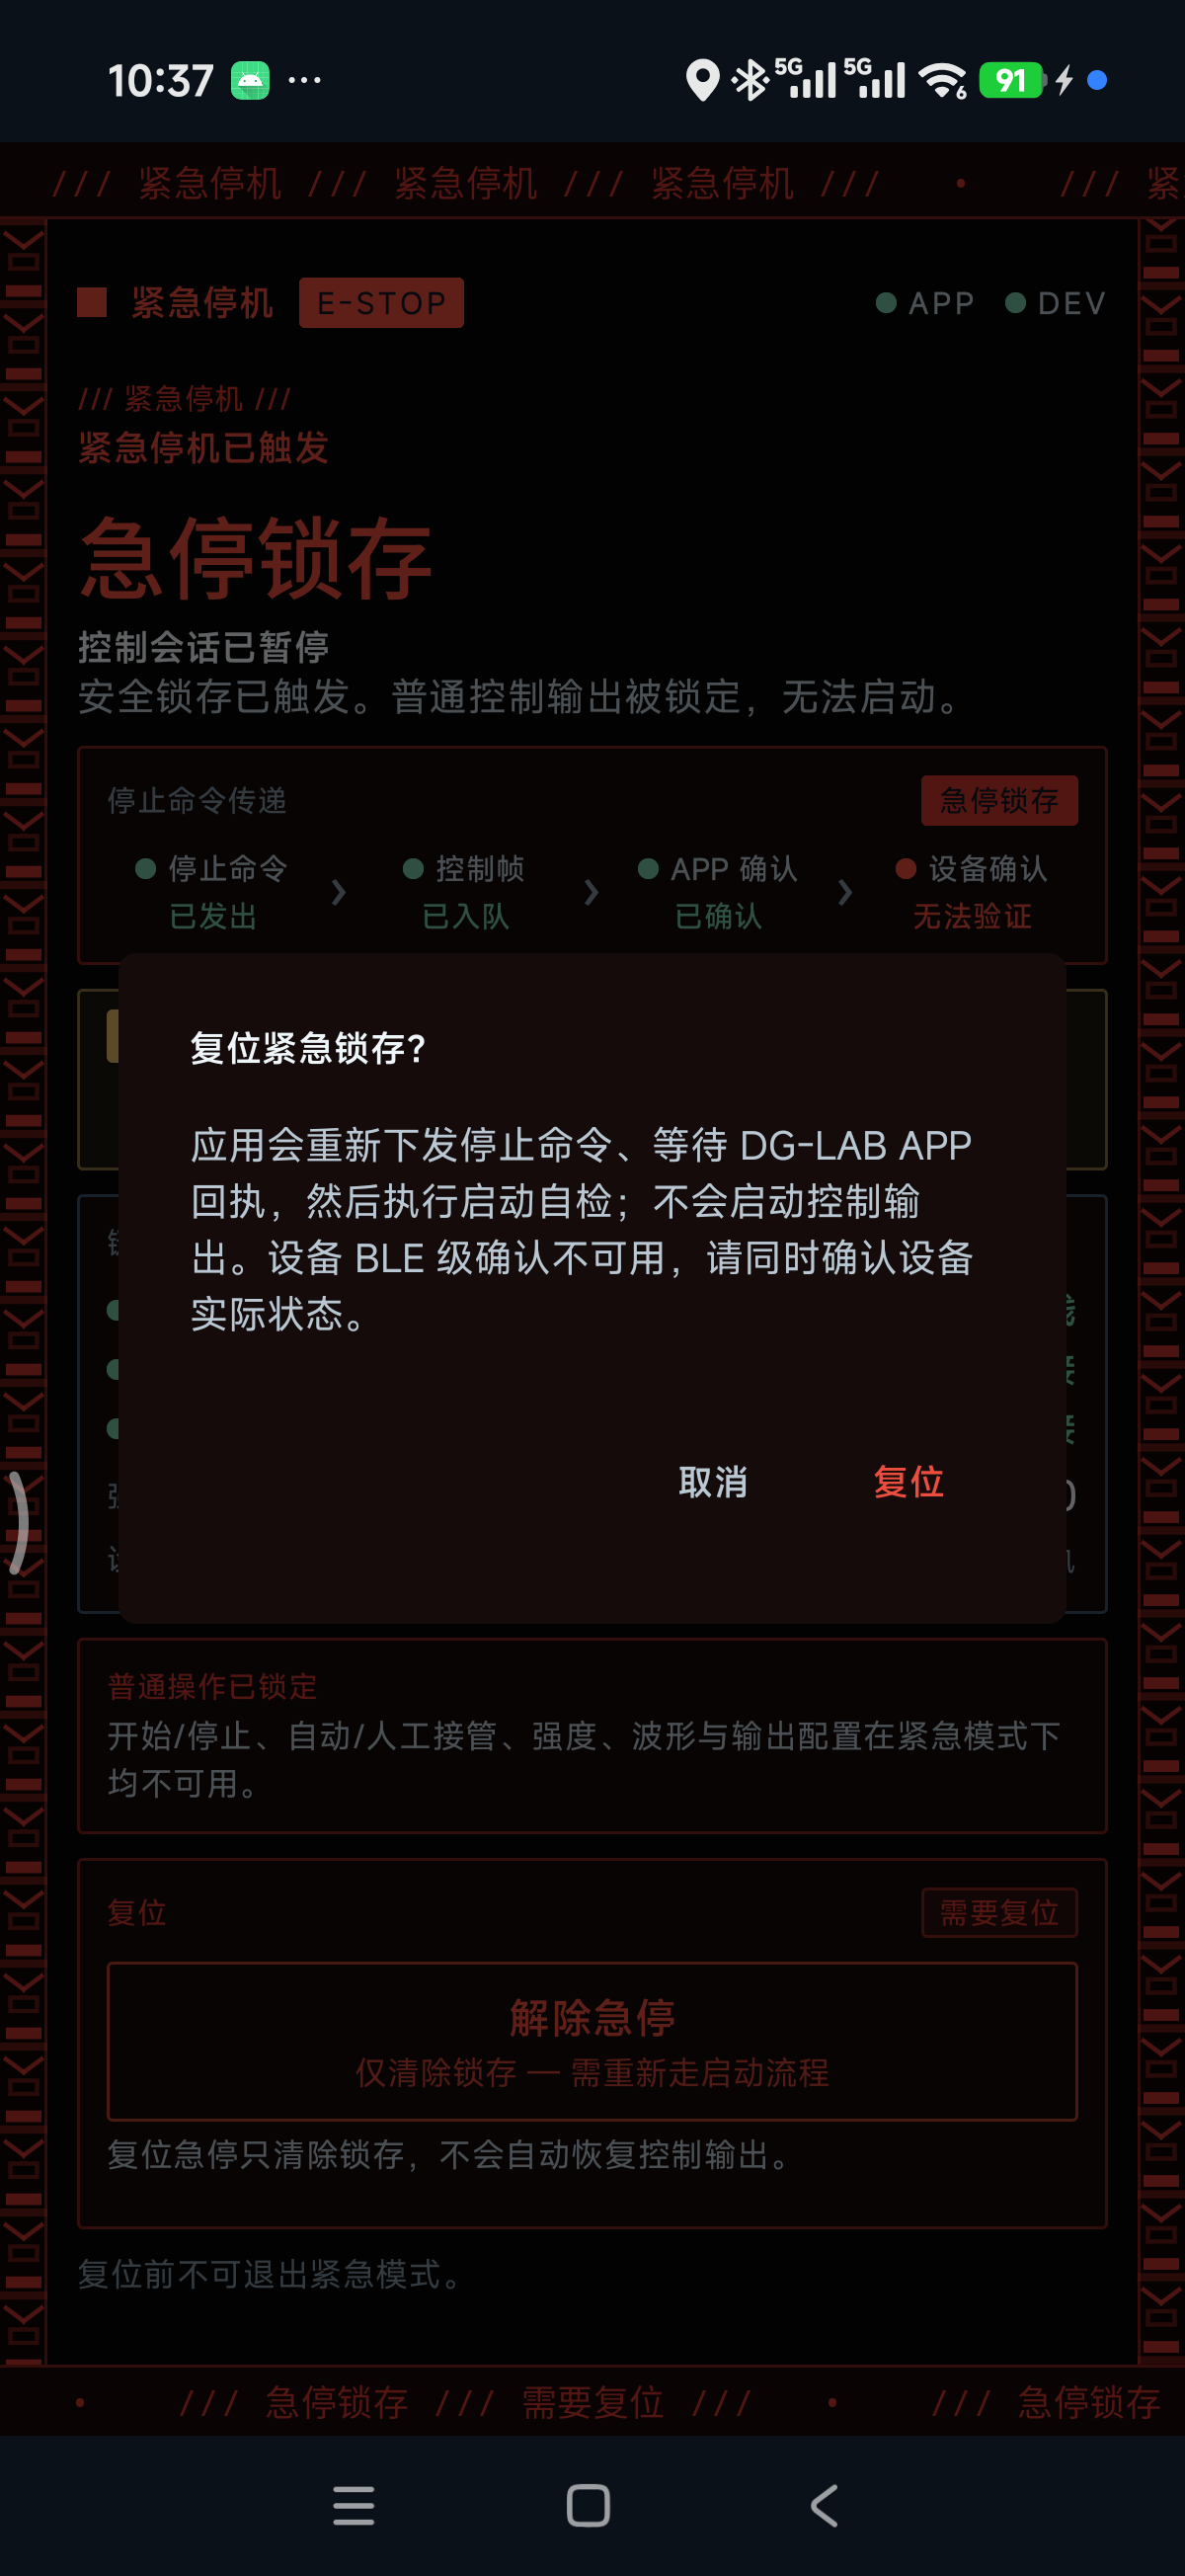 10:37 ··· 5G 5G 6 91
/// 紧急停机 /// 紧急停机 /// 紧急停机 /// • /// 紧
紧急停机 E-STOP APP DEV
/// 紧急停机 ///
紧急停机已触发
急停锁存
控制会话已暂停
安全锁存已触发。普通控制输出被锁定，无法启动。
停止命令传递 急停锁存
停止命令 › 控制帧 › APP 确认 › 设备确认
已发出 已入队 已确认 无法验证
复位紧急锁存？
应用会重新下发停止命令、等待 DG-LAB APP
回执，然后执行启动自检；不会启动控制输
出。设备 BLE 级确认不可用，请同时确认设备
实际状态。
取消 复位
普通操作已锁定
开始/停止、自动/人工接管、强度、波形与输出配置在紧急模式下
均不可用。
复位 需要复位
解除急停
仅清除锁存 — 需重新走启动流程
复位急停只清除锁存，不会自动恢复控制输出。
复位前不可退出紧急模式。
• /// 急停锁存 /// 需要复位 /// • /// 急停锁存